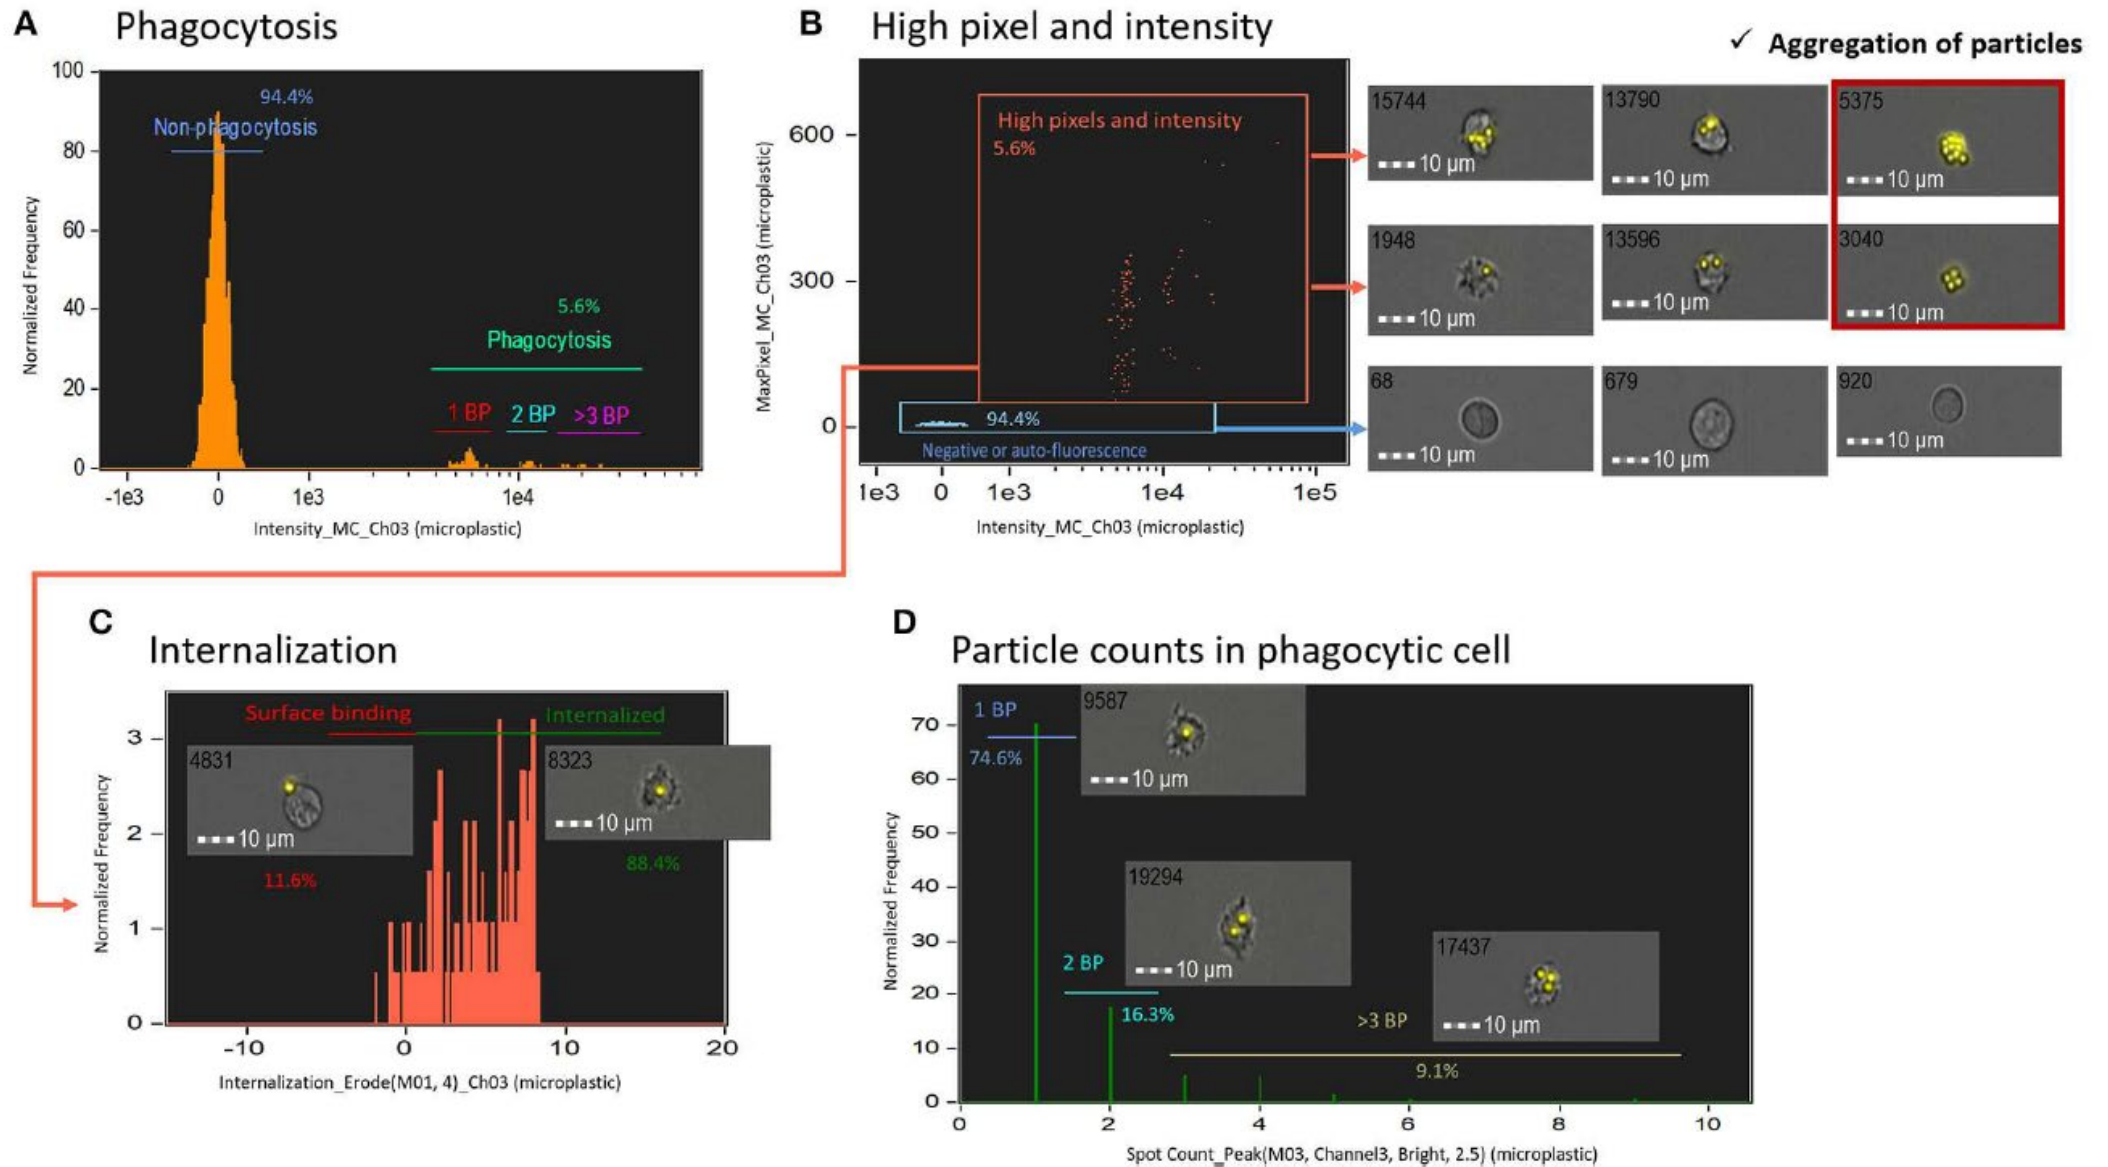 A
Phagocytosis
100
80
60
40
20
0
Normalized Frequency
94.4%
Non-phagocytosis
5.6%
Phagocytosis
1 BP
2 BP
>3 BP
-1e3
0
1e3
1e4
Intensity_MC_Ch03 (microplastic)
B
High pixel and intensity
✓ Aggregation of particles
MaxPixel_MC_Ch03 (microplastic)
600
300
0
High pixels and intensity
5.6%
94.4%
Negative or auto-fluorescence
1e3
0
1e3
1e4
1e5
Intensity_MC_Ch03 (microplastic)
15744
10 µm
13790
10 µm
5375
10 µm
1948
10 µm
13596
10 µm
3040
10 µm
68
10 µm
679
10 µm
920
10 µm
C
Internalization
Normalized Frequency
3
2
1
0
Surface binding
Internalized
4831
10 µm
11.6%
8323
10 µm
88.4%
-10
0
10
20
Internalization_Erode(M01, 4)_Ch03 (microplastic)
D
Particle counts in phagocytic cell
Normalized Frequency
70
60
50
40
30
20
10
0
1 BP
74.6%
9587
10 µm
2 BP
16.3%
19294
10 µm
>3 BP
9.1%
17437
10 µm
0
2
4
6
8
10
Spot Count_Peak(M03, Channel3, Bright, 2.5) (microplastic)